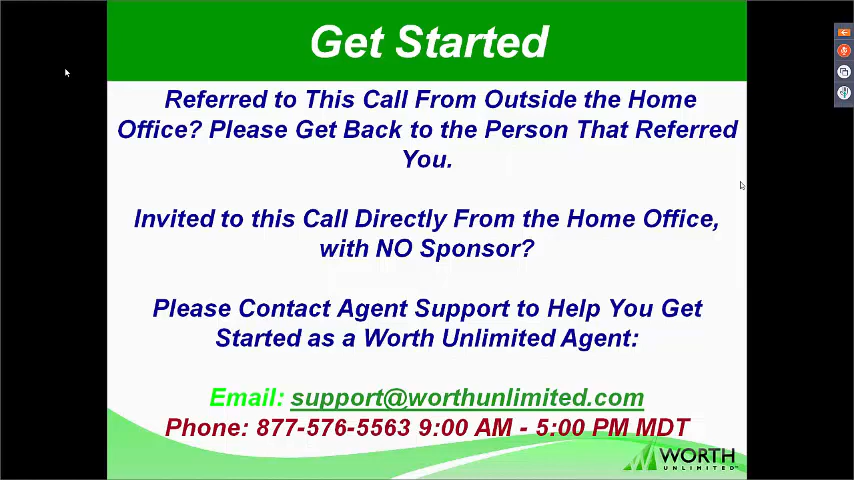 Get Started
Referred to This Call From Outside the Home
Office? Please Get Back to the Person That Referred
You.
Invited to this Call Directly From the Home Office,
with NO Sponsor?
Please Contact Agent Support to Help You Get
Started as a Worth Unlimited Agent:
Email: support@worthunlimited.com
Phone: 877-576-5563 9:00 AM - 5:00 PM MDT
WORTH
UNLIMITED